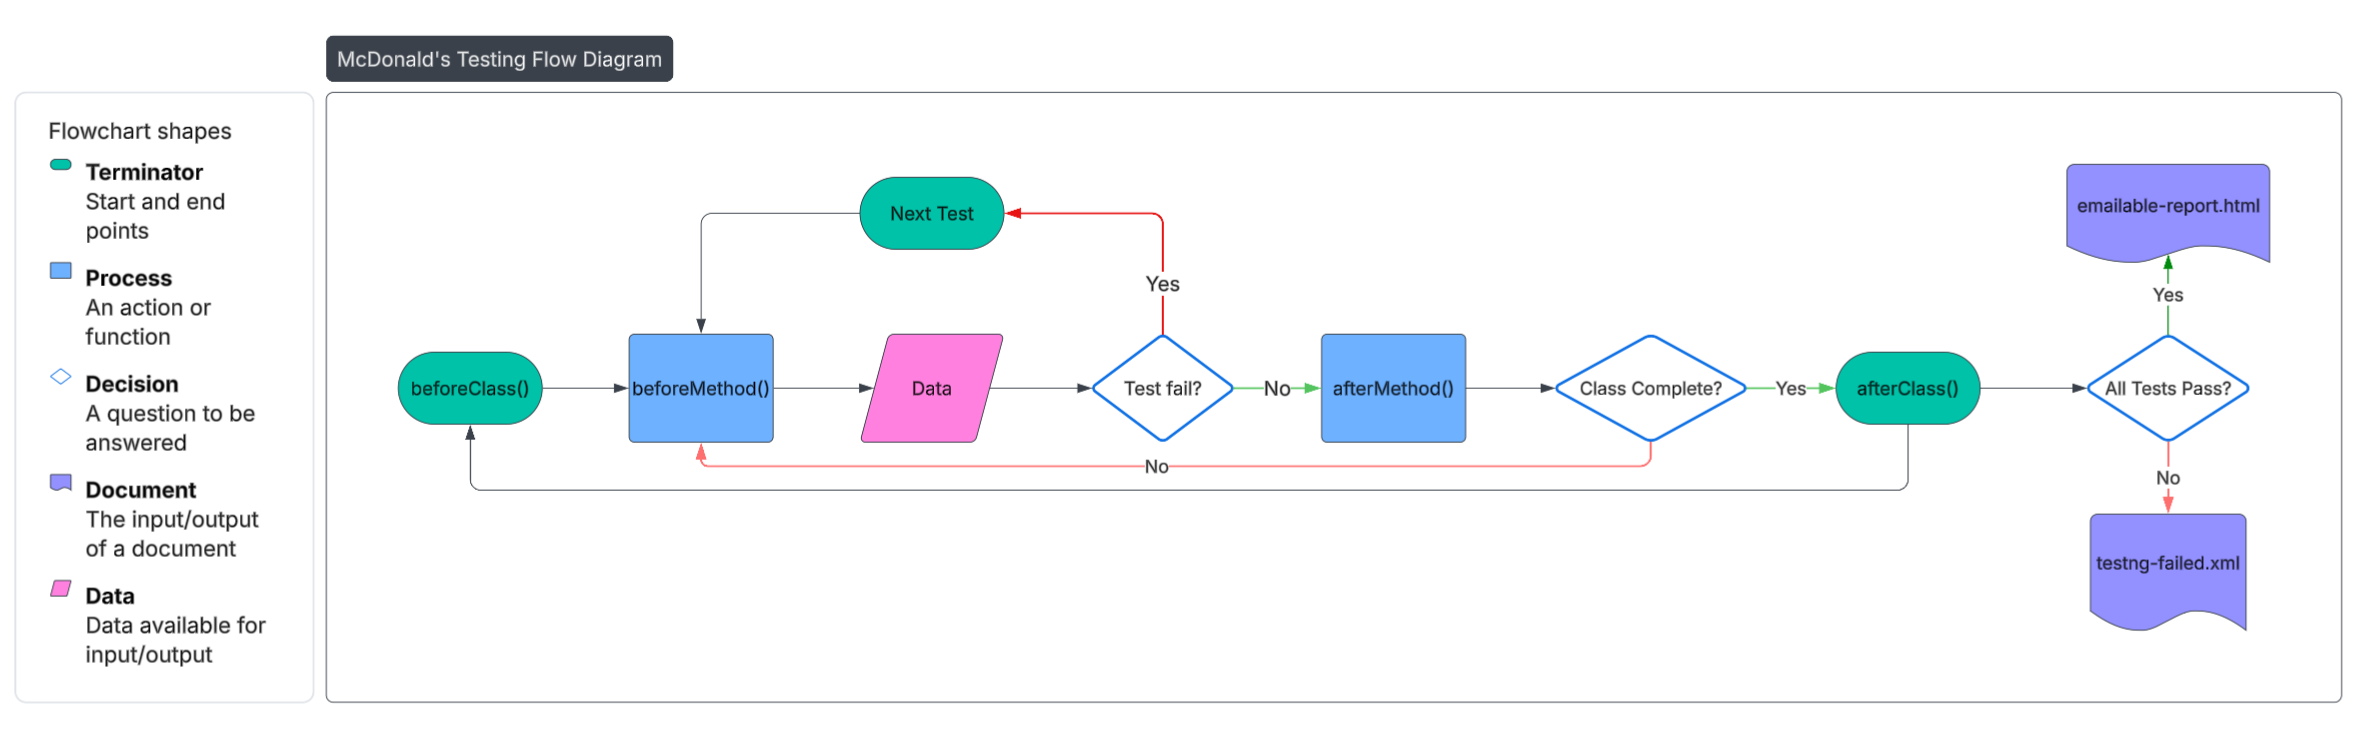 McDonald's Testing Flow Diagram
Flowchart shapes
Terminator
Start and end
points
Process
An action or
function
Decision
A question to be
answered
Document
The input/output
of a document
Data
Data available for
input/output
Next Test
Yes
beforeClass()
beforeMethod()
Data
Test fail?
No
afterMethod()
Class Complete?
Yes
afterClass()
All Tests Pass?
No
emailable-report.html
Yes
No
testng-failed.xml